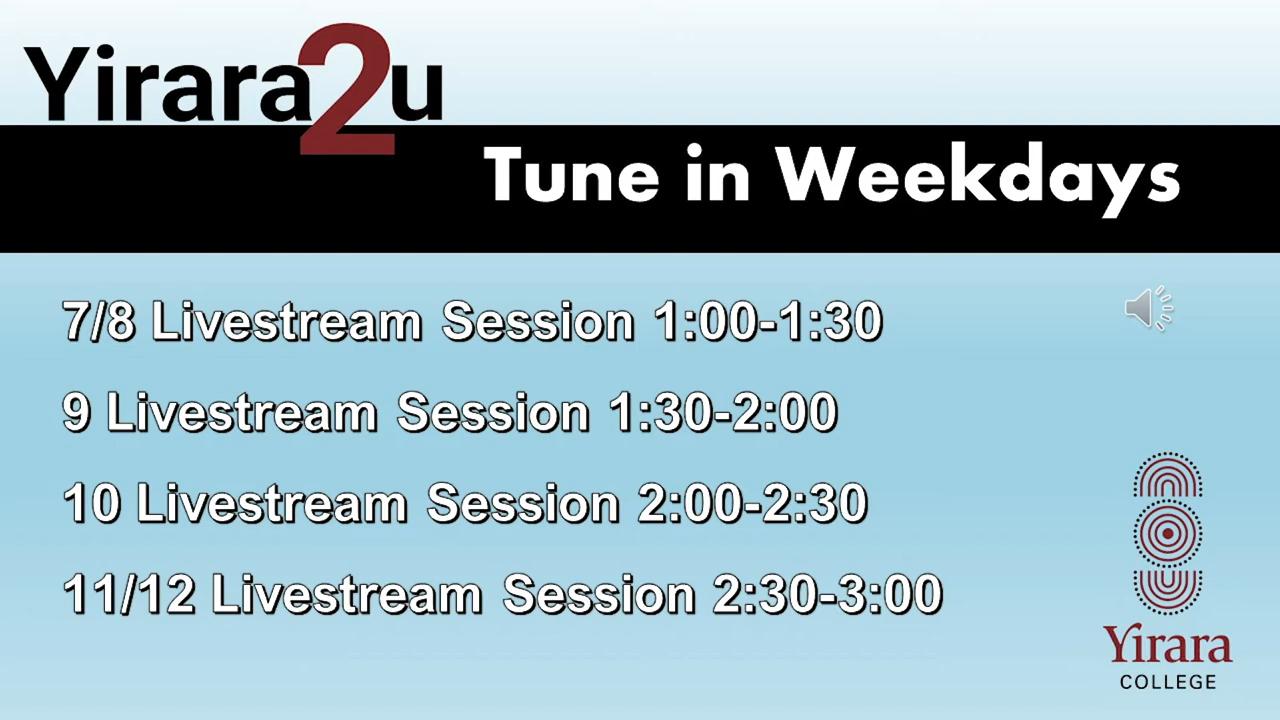 Yirara2u
Tune in Weekdays
7/8 Livestream Session 1:00-1:30
9 Livestream Session 1:30-2:00
10 Livestream Session 2:00-2:30
11/12 Livestream Session 2:30-3:00
Yirara
COLLEGE